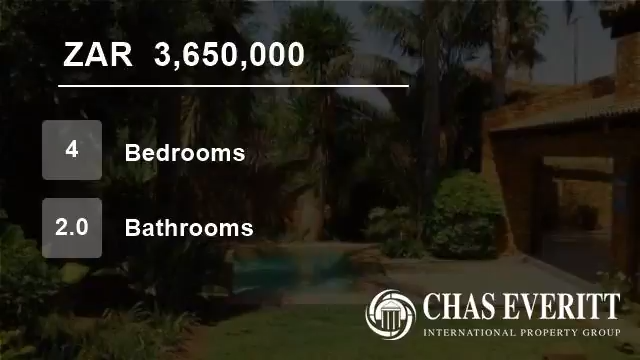 ZAR 3,650,000
4
Bedrooms
2.0
Bathrooms
CHAS EVERITT
INTERNATIONAL PROPERTY GROUP